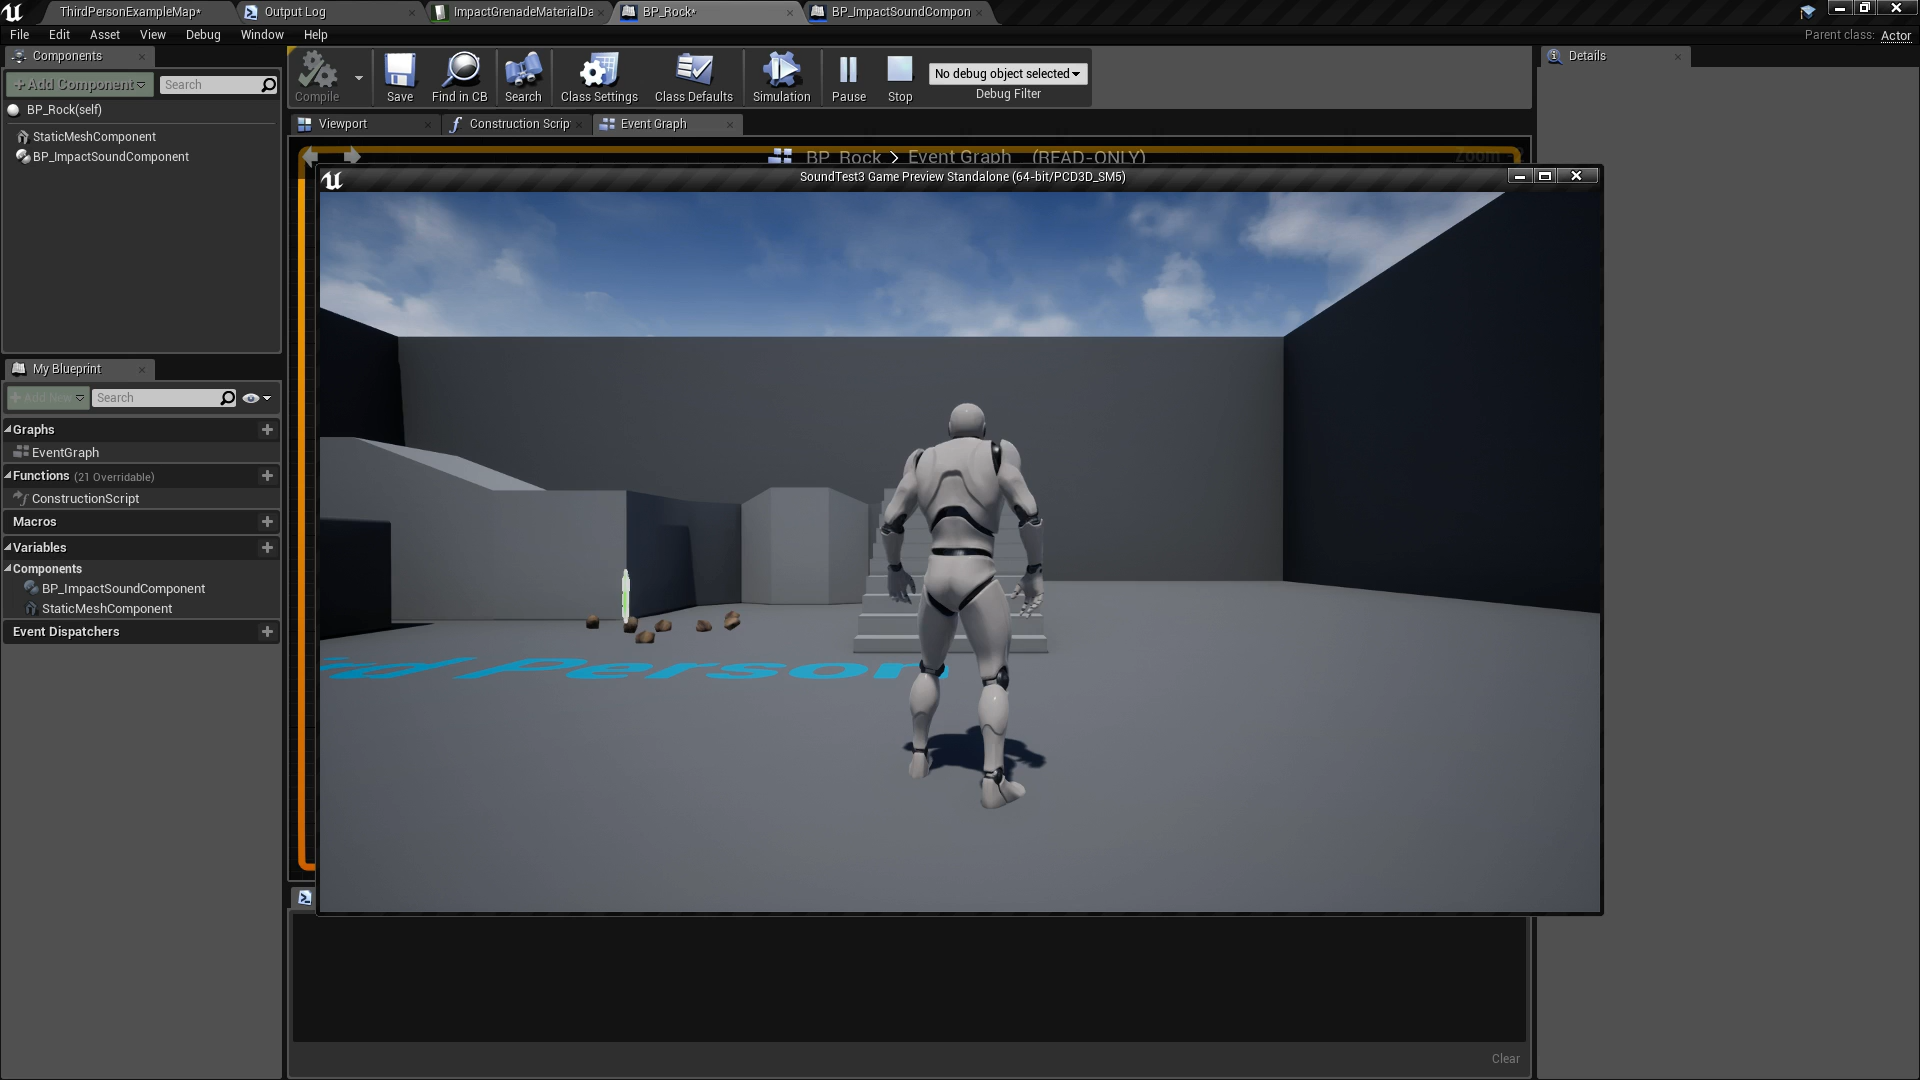 ThirdPersonExampleMap*
Output Log
ImpactGrenadeMaterialDa
BP_Rock*
BP_ImpactSoundCompon
File Edit Asset View Debug Window Help
Parent class: Actor
Components
Details
+Add Component
Search
Compile
Save
Find in CB
Search
Class Settings
Class Defaults
Simulation
Pause
Stop
No debug object selected
Debug Filter
BP_Rock(self)
Viewport
Construction Scrip
Event Graph
StaticMeshComponent
BP_ImpactSoundComponent
BP_Rock > Event Graph (READ-ONLY)
Zoom -2
SoundTest3 Game Preview Standalone (64-bit/PCD3D_SM5)
My Blueprint
+Add New
Search
Graphs
EventGraph
Functions (21 Overridable)
ConstructionScript
Macros
Variables
Components
BP_ImpactSoundComponent
StaticMeshComponent
Event Dispatchers
Person
Clear